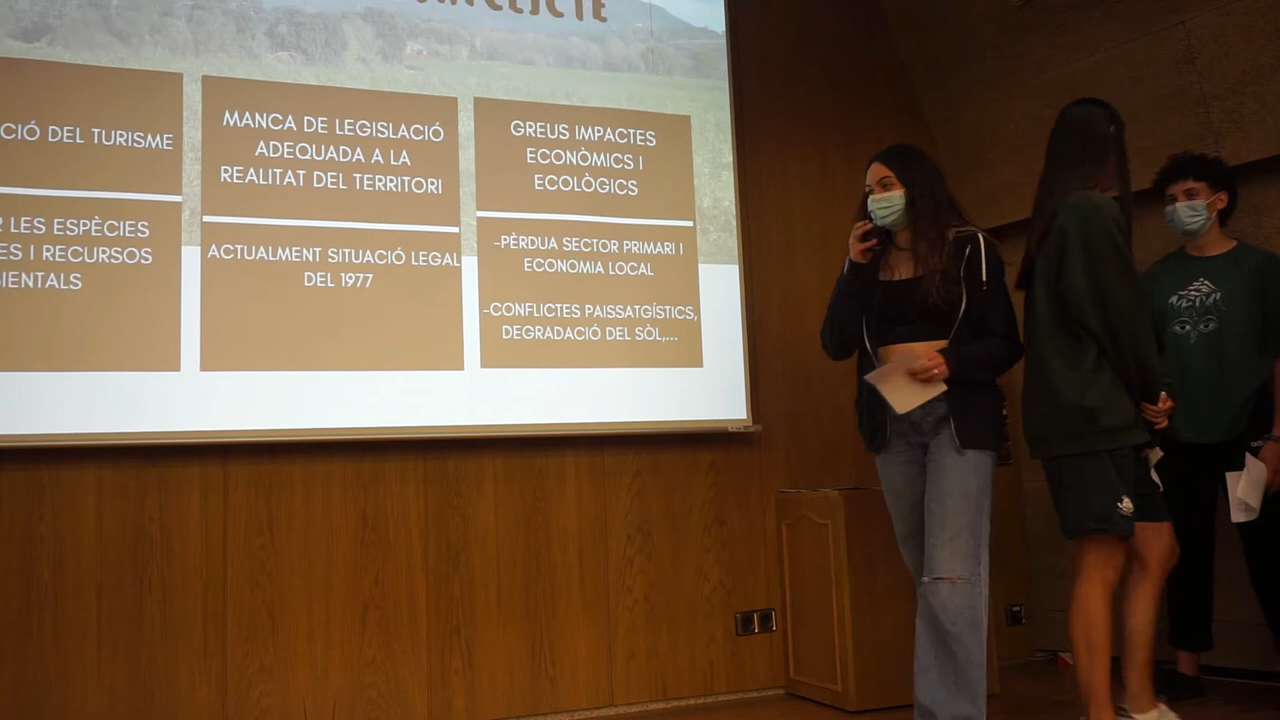 CIÓ DEL TURISME
LES ESPÈCIES
ES I RECURSOS
IENTALS
MANCA DE LEGISLACIÓ
ADEQUADA A LA
REALITAT DEL TERRITORI
ACTUALMENT SITUACIÓ LEGAL
DEL 1977
GREUS IMPACTES
ECONÒMICS I
ECOLÒGICS
-PÈRDUA SECTOR PRIMARI I
ECONOMIA LOCAL
-CONFLICTES PAISSATGÍSTICS,
DEGRADACIÓ DEL SÒL,...